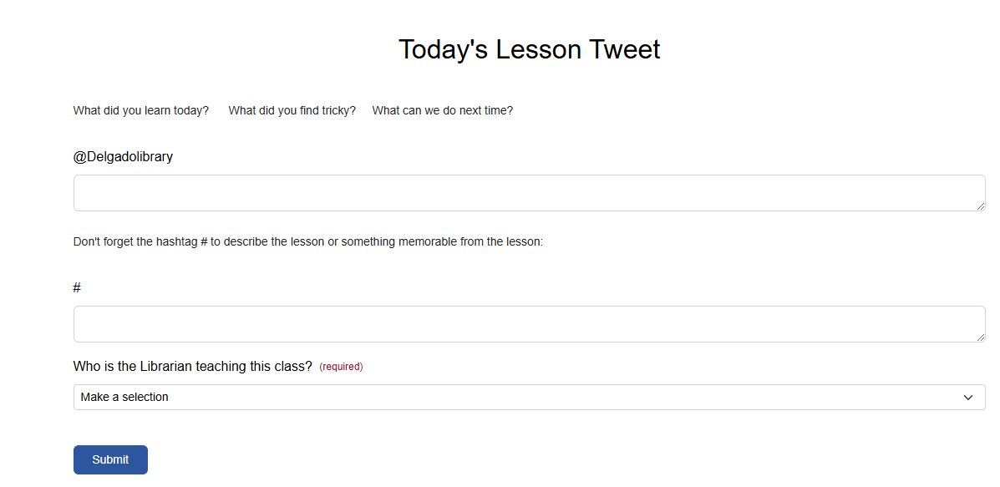 Today's Lesson Tweet
What did you learn today? What did you find tricky? What can we do next time?
@Delgadolibrary
Don't forget the hashtag # to describe the lesson or something memorable from the lesson:
#
Who is the Librarian teaching this class? (required)
Make a selection
Submit